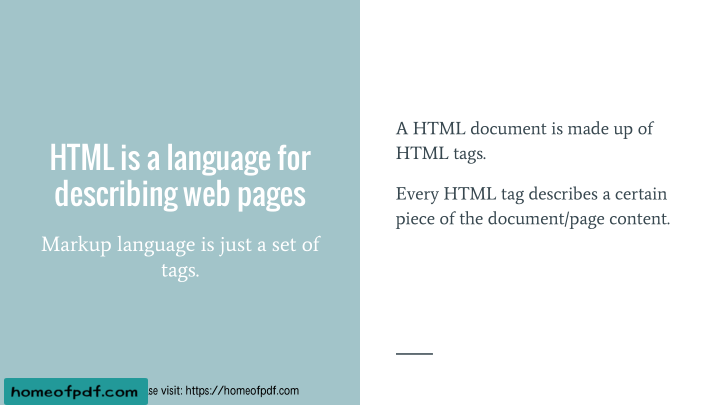 HTML is a language for
describing web pages
Markup language is just a set of
tags.
A HTML document is made up of
HTML tags.
Every HTML tag describes a certain
piece of the document/page content.
homeofpdf.com
visit: https://homeofpdf.com